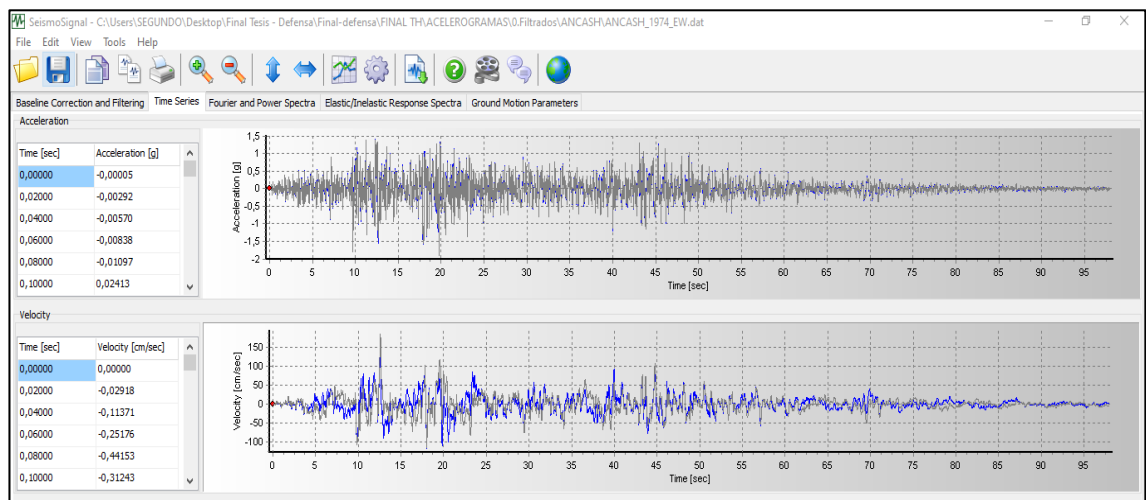 SeismoSignal - C:\Users\SEGUNDO\Desktop\Final Tesis - Defensa\Final-defensa\FINAL TH\ACELEROGRAMAS\0.Filtrados\ANCASH\ANCASH_1974_EW.dat
File Edit View Tools Help
Baseline Correction and Filtering Time Series Fourier and Power Spectra Elastic/Inelastic Response Spectra Ground Motion Parameters
Acceleration
Time [sec] Acceleration [g]
0,00000 -0,00005
0,02000 -0,00292
0,04000 -0,00570
0,06000 -0,00838
0,08000 -0,01097
0,10000 0,02413
Acceleration [g]
1,5
1
0,5
0
-0,5
-1
-1,5
-2
0 5 10 15 20 25 30 35 40 45 50 55 60 65 70 75 80 85 90 95
Time [sec]
Velocity
Time [sec] Velocity [cm/sec]
0,00000 0,00000
0,02000 -0,02918
0,04000 -0,11371
0,06000 -0,25176
0,08000 -0,44153
0,10000 -0,31243
Velocity [cm/sec]
150
100
50
0
-50
-100
0 5 10 15 20 25 30 35 40 45 50 55 60 65 70 75 80 85 90 95
Time [sec]